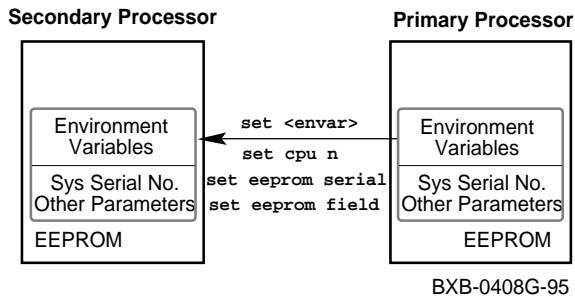 Secondary Processor
Primary Processor
Environment
Variables
Sys Serial No.
Other Parameters
EEPROM
set <envar>
set cpu n
set eeprom serial
set eeprom field
Environment
Variables
Sys Serial No.
Other Parameters
EEPROM
BXB-0408G-95